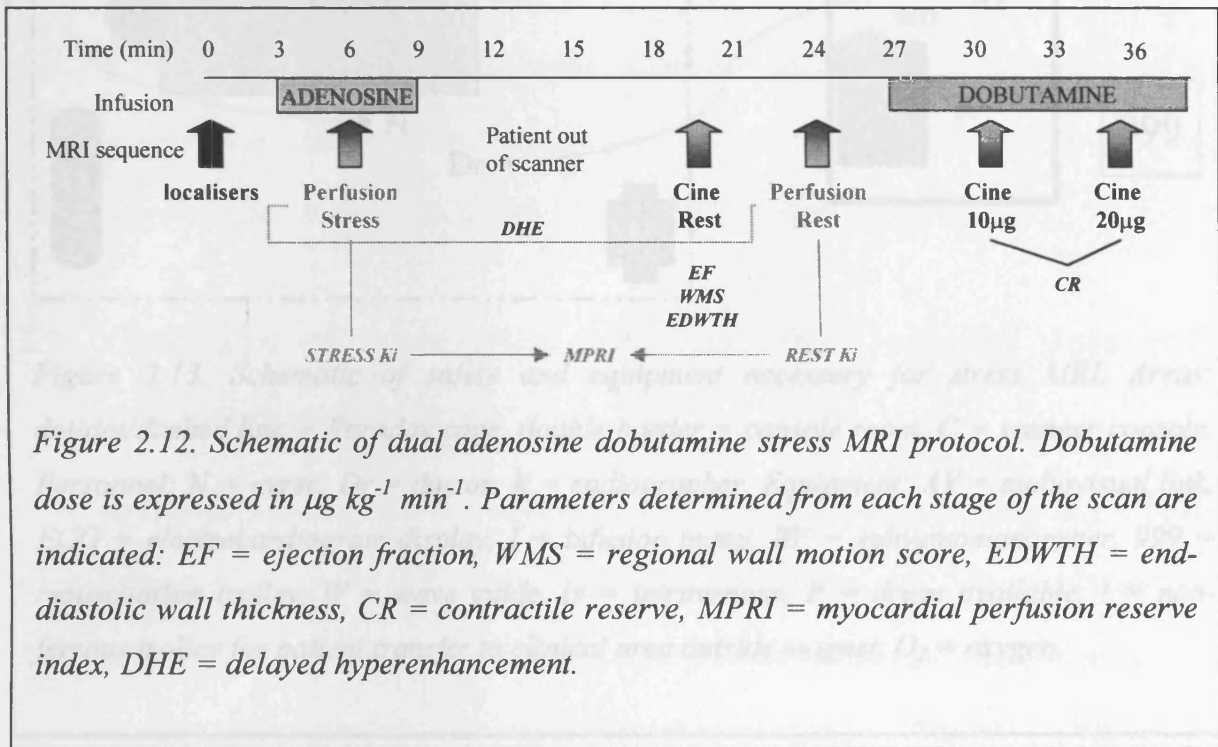 Time (min) 0 3 6 9 12 15 18 21 24 27 30 33 36
Infusion ADENOSINE DOBUTAMINE
MRI sequence Patient out
of scanner
localisers Perfusion Cine Perfusion Cine Cine
Stress Rest Rest 10µg 20µg
DHE
EF
WMS
EDWTH
CR
STRESS Ki MPRI REST Ki
Figure 2.12. Schematic of dual adenosine dobutamine stress MRI protocol. Dobutamine
dose is expressed in µg kg⁻¹ min⁻¹. Parameters determined from each stage of the scan are
indicated: EF = ejection fraction, WMS = regional wall motion score, EDWTH = end-
diastolic wall thickness, CR = contractile reserve, MPRI = myocardial perfusion reserve
index, DHE = delayed hyperenhancement.